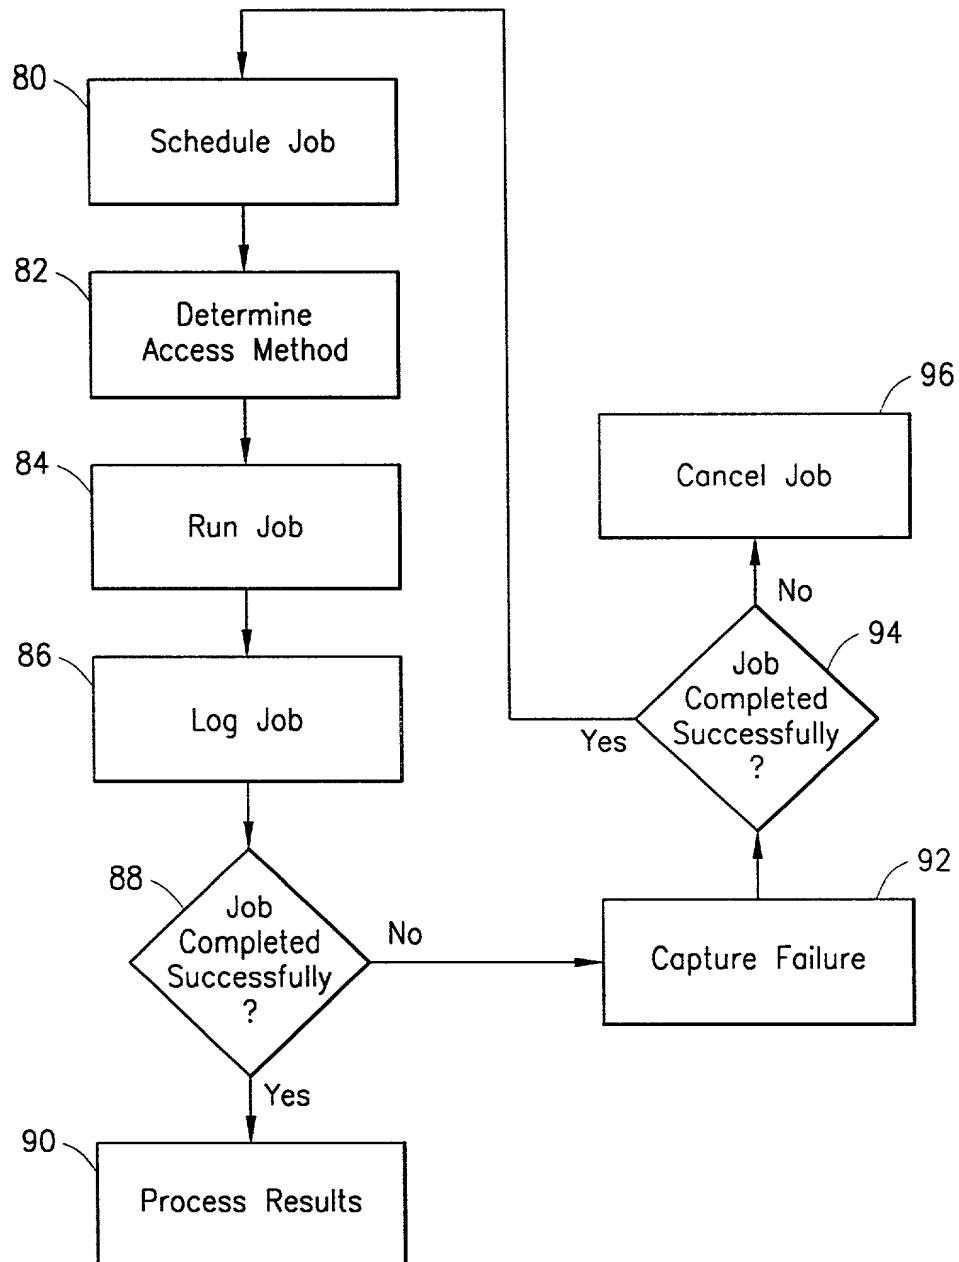 80
Schedule Job
82
Determine
Access Method
84
Run Job
86
Log Job
88
Job
Completed
Successfully
?
No
Yes
90
Process Results
92
Capture Failure
94
Job
Completed
Successfully
?
Yes
No
96
Cancel Job